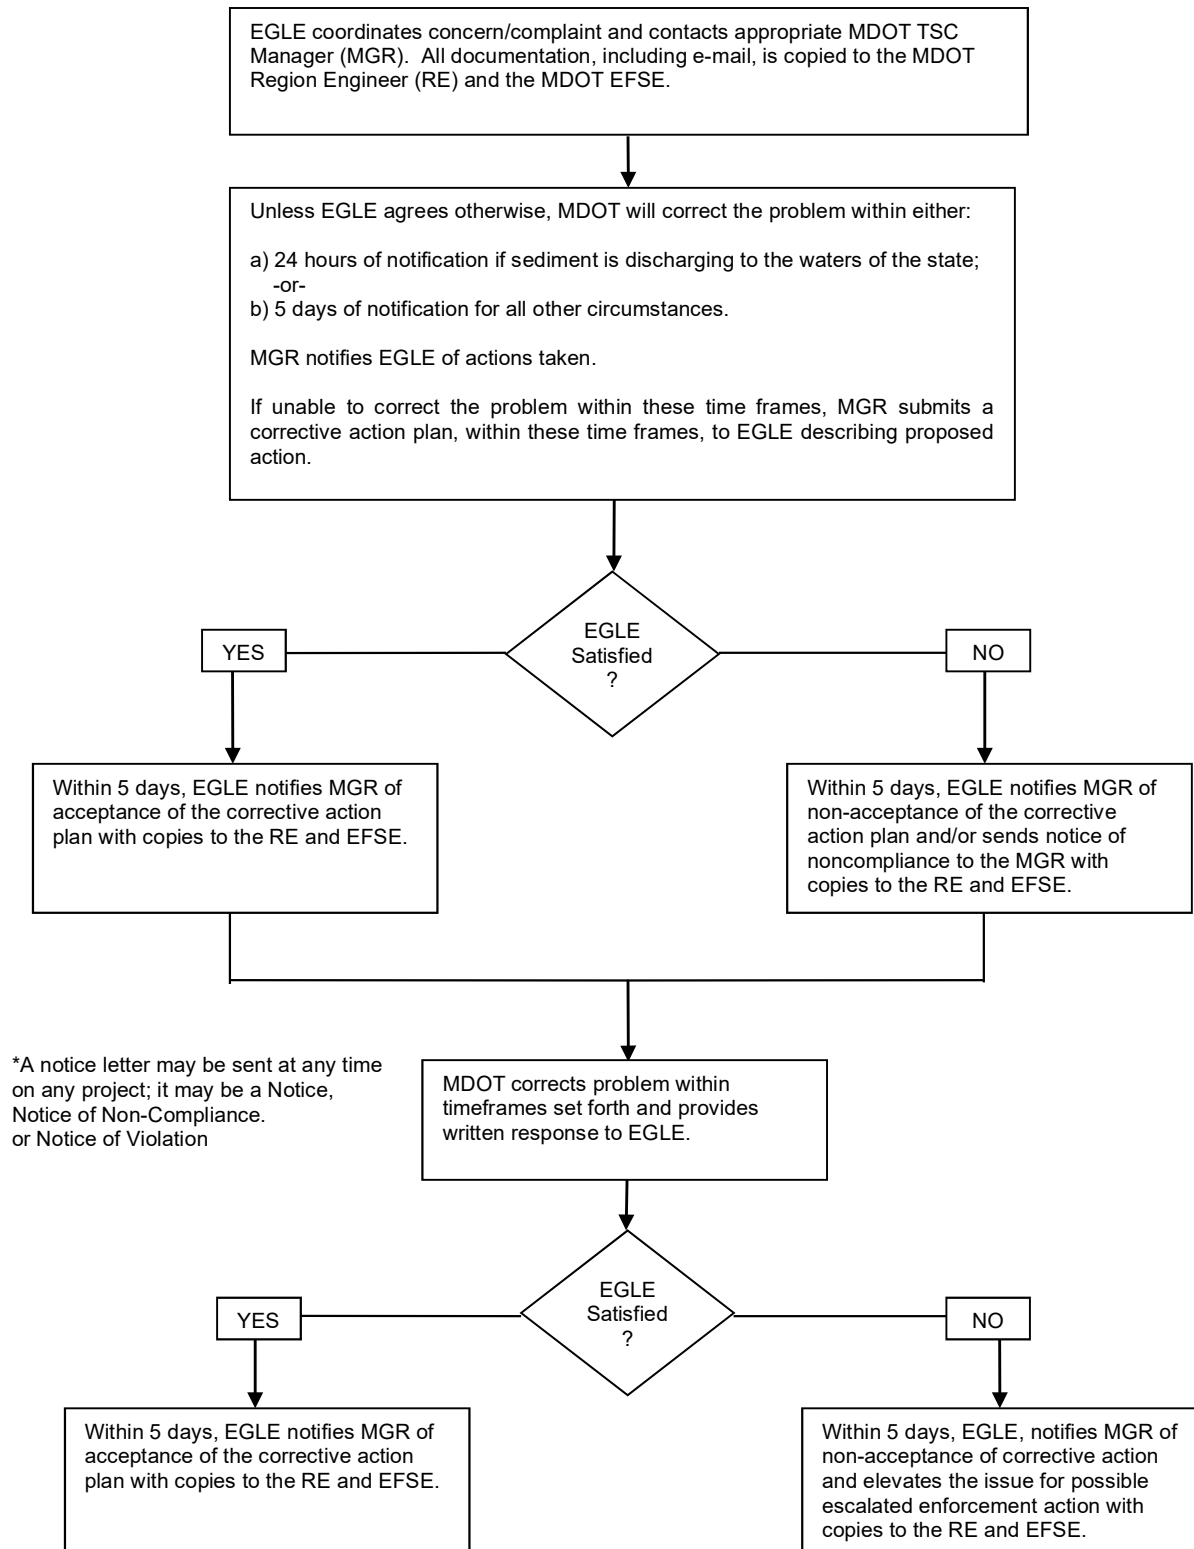 EGLE coordinates concern/complaint and contacts appropriate MDOT TSC
Manager (MGR).  All documentation, including e-mail, is copied to the MDOT
Region Engineer (RE) and the MDOT EFSE.
Unless EGLE agrees otherwise, MDOT will correct the problem within either:
a) 24 hours of notification if sediment is discharging to the waters of the state;
-or-
b) 5 days of notification for all other circumstances.
MGR notifies EGLE of actions taken.
If unable to correct the problem within these time frames, MGR submits a
corrective action plan, within these time frames, to EGLE describing proposed
action.
EGLE
Satisfied
?
YES
NO
Within 5 days, EGLE notifies MGR of
acceptance of the corrective action
plan with copies to the RE and EFSE.
Within 5 days, EGLE notifies MGR of
non-acceptance of the corrective
action plan and/or sends notice of
noncompliance to the MGR with
copies to the RE and EFSE.
*A notice letter may be sent at any time
on any project; it may be a Notice,
Notice of Non-Compliance.
or Notice of Violation
MDOT corrects problem within
timeframes set forth and provides
written response to EGLE.
EGLE
Satisfied
?
YES
NO
Within 5 days, EGLE notifies MGR of
acceptance of the corrective action
plan with copies to the RE and EFSE.
Within 5 days, EGLE, notifies MGR of
non-acceptance of corrective action
and elevates the issue for possible
escalated enforcement action with
copies to the RE and EFSE.